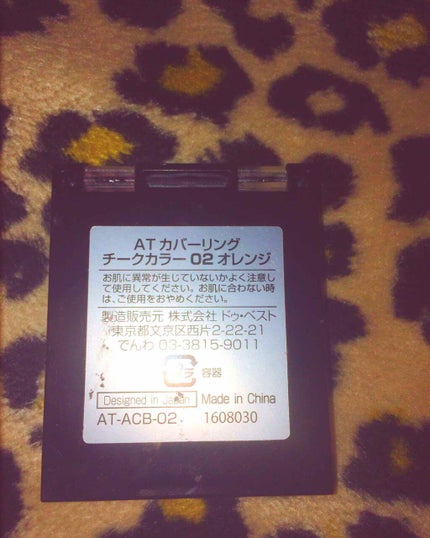 AT カバーリング
チークカラー 02 オレンジ
お肌に異常が生じていないかよく注意し
て使用してください。お肌に合わない時
は、ご使用をおやめください。
製造販売元 株式会社 ドゥ・ベスト
東京都文京区西片2-22-21
でんわ 03-3815-9011
プラ 容器
Designed in Japan Made in China
AT-ACB-02 1608030